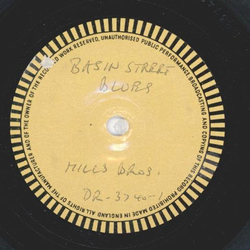 BASIN STREET
BLUES
MILLS BROS.
DR-3740-1
ALL RIGHTS OF THE MANUFACTURER AND OF THE OWNER OF THE RECORDED WORK RESERVED. UNAUTHORISED PUBLIC PERFORMANCE BROADCASTING AND COPYING OF THIS RECORD PROHIBITED MADE IN ENGLAND